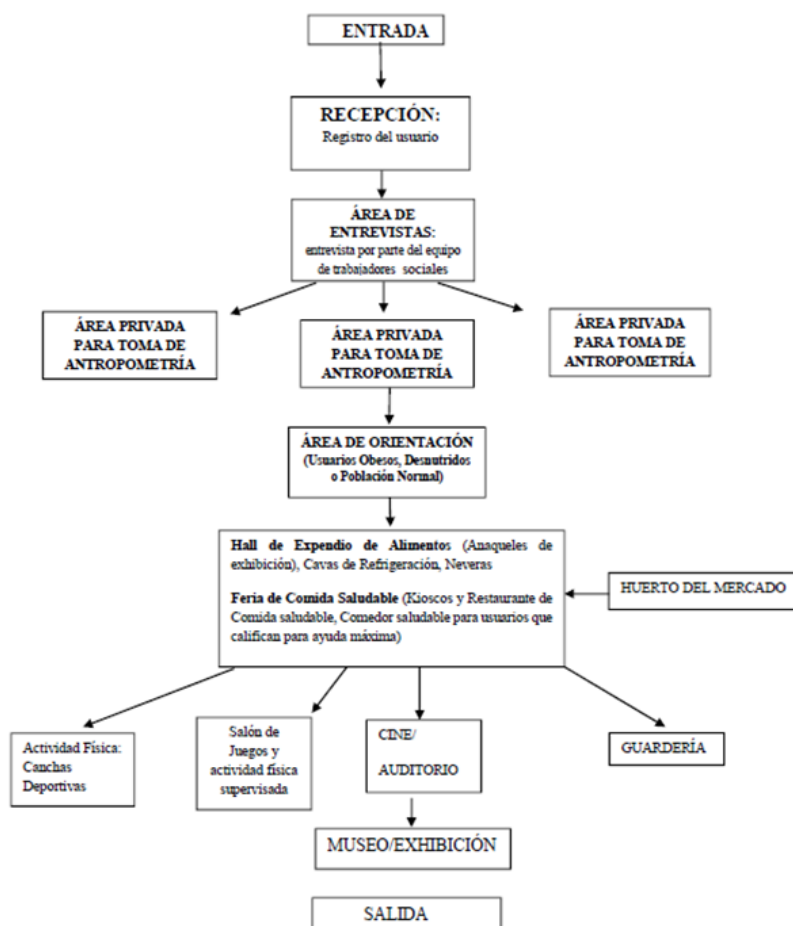 ENTRADA
RECEPCIÓN:
Registro del usuario
ÁREA DE
ENTREVISTAS:
entrevista por parte del equipo
de trabajadores sociales
ÁREA PRIVADA
PARA TOMA DE
ANTROPOMETRÍA
ÁREA PRIVADA
PARA TOMA DE
ANTROPOMETRÍA
ÁREA PRIVADA
PARA TOMA DE
ANTROPOMETRÍA
ÁREA DE ORIENTACIÓN
(Usuarios Obesos, Desnutridos
o Población Normal)
Hall de Expendio de Alimentos (Anaqueles de
exhibición), Cavas de Refrigeración, Neveras
Feria de Comida Saludable (Kioscos y Restaurante de
Comida saludable, Comedor saludable para usuarios que
califican para ayuda máxima)
HUERTO DEL MERCADO
Actividad Física:
Canchas
Deportivas
Salón de
Juegos y
actividad física
supervisada
CINE/
AUDITORIO
GUARDERÍA
MUSEO/EXHIBICIÓN
SALIDA